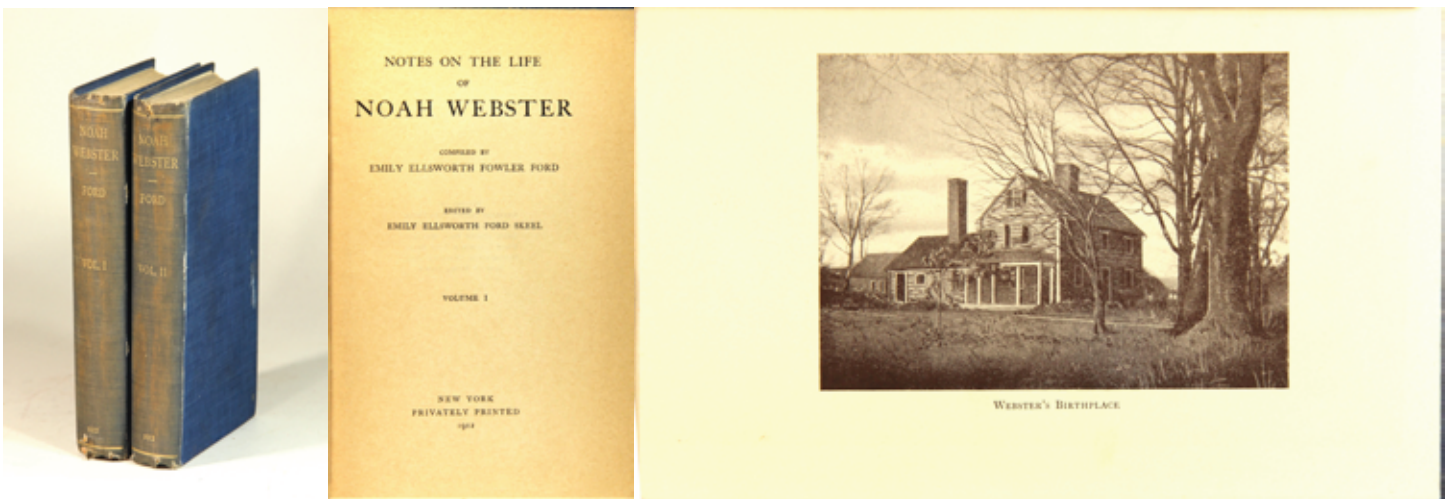 NOAH
WEBSTER
FORD
VOL. I
NOAH
WEBSTER
FORD
VOL. II
NOTES ON THE LIFE
OF
NOAH WEBSTER
COMPILED BY
EMILY ELLSWORTH FOWLER FORD
EDITED BY
EMILY ELLSWORTH FORD SKEEL
VOLUME I
NEW YORK
PRIVATELY PRINTED
1912
WEBSTER'S BIRTHPLACE